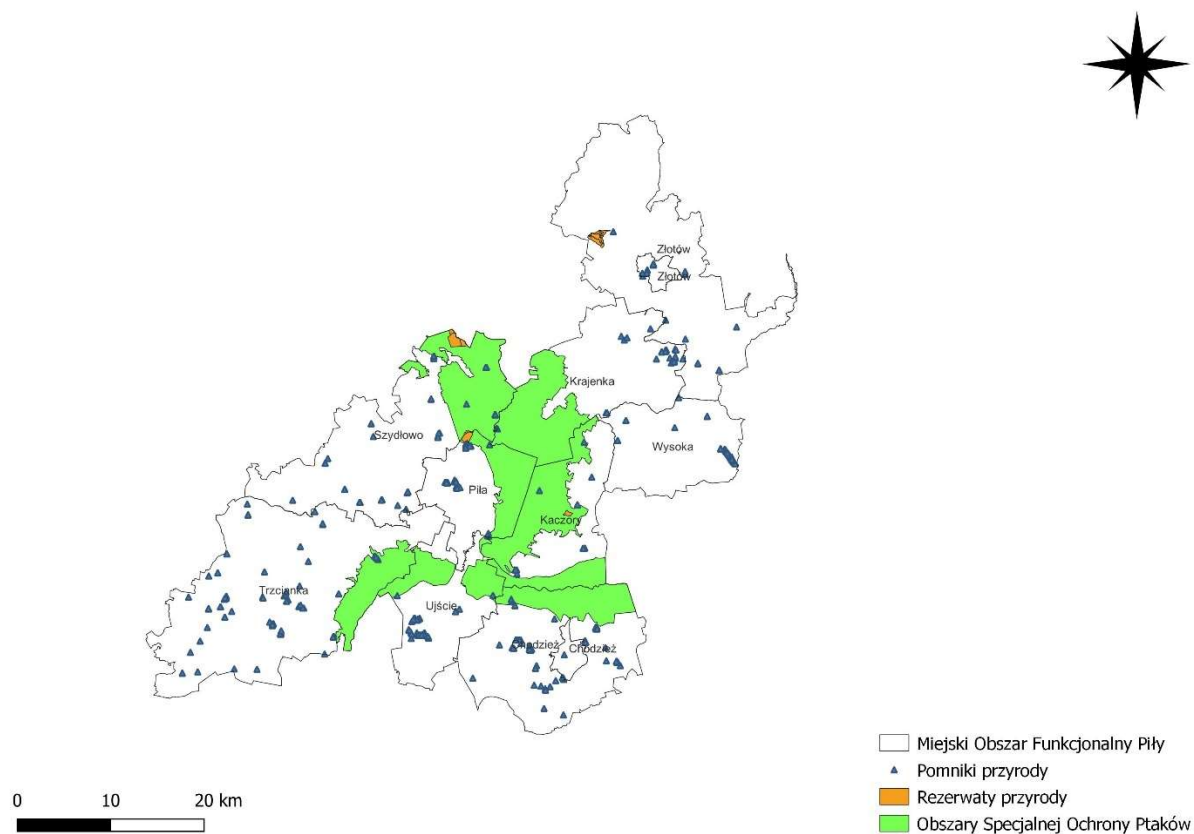 Złotów
Złotów
Krajenka
Szydłowo
Wysoka
Piła
Kaczory
Trzcianka
Ujście
Chodzież
Chodzież
Miejski Obszar Funkcjonalny Piły
Pomniki przyrody
Rezerwaty przyrody
Obszary Specjalnej Ochrony Ptaków
0 10 20 km